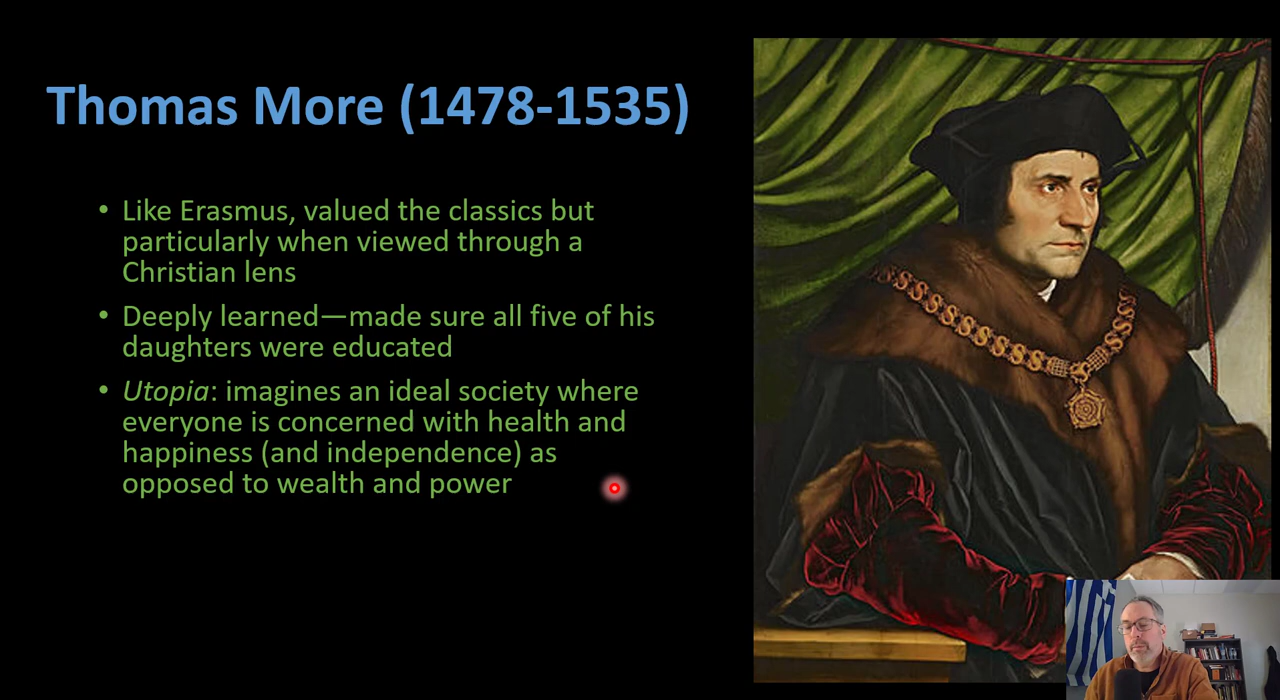 Thomas More (1478-1535)
• Like Erasmus, valued the classics but
particularly when viewed through a
Christian lens
• Deeply learned—made sure all five of his
daughters were educated
• Utopia: imagines an ideal society where
everyone is concerned with health and
happiness (and independence) as
opposed to wealth and power